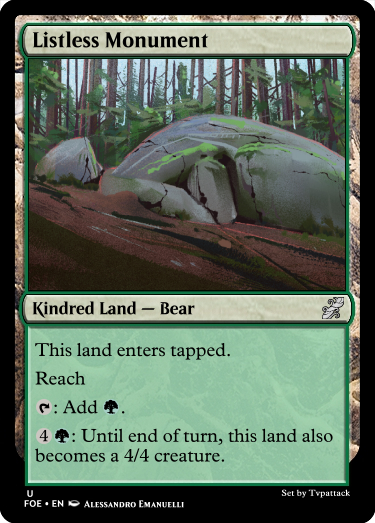 Listless Monument
Kindred Land — Bear
This land enters tapped.
Reach
: Add .
4 : Until end of turn, this land also
becomes a 4/4 creature.
U
FOE • EN Alessandro Emanuelli
Set by Tvpattack